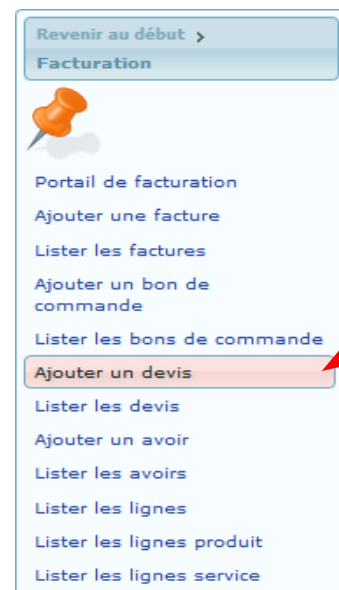 Revenir au début >
Facturation
Portail de facturation
Ajouter une facture
Lister les factures
Ajouter un bon de
commande
Lister les bons de commande
Ajouter un devis
Lister les devis
Ajouter un avoir
Lister les avoirs
Lister les lignes
Lister les lignes produit
Lister les lignes service